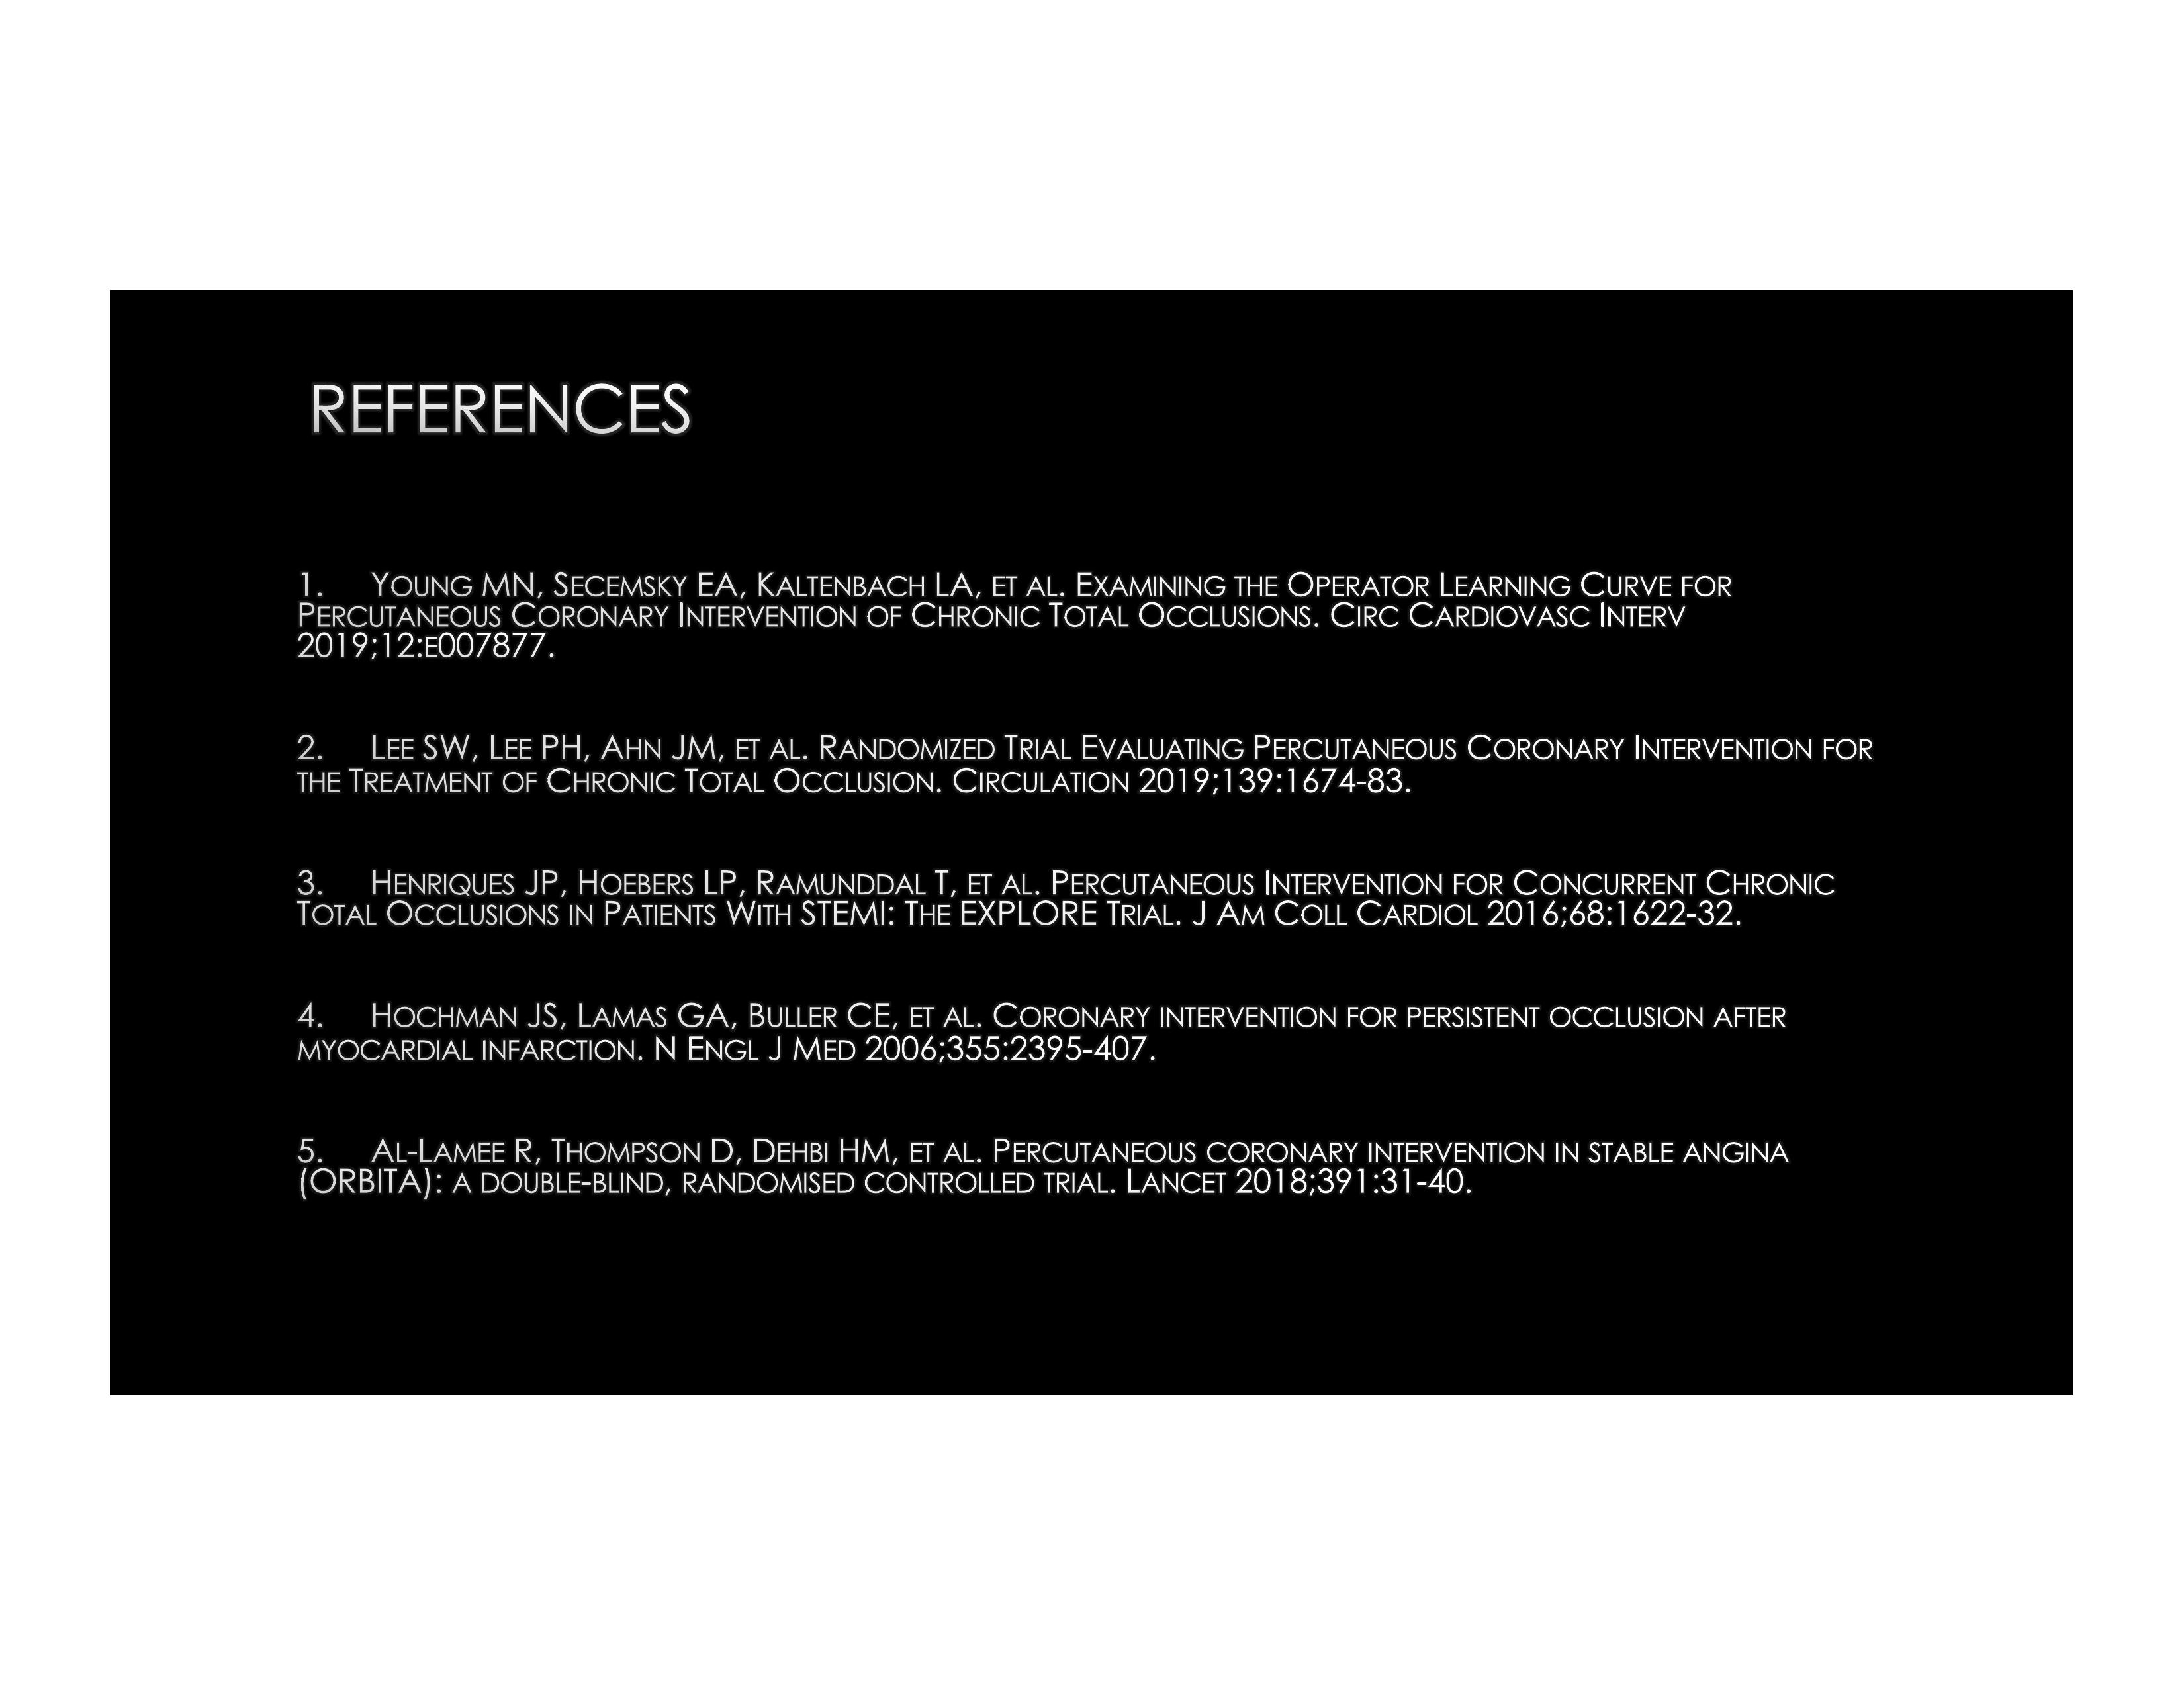 REFERENCES
1. Young MN, Secemsky EA, Kaltenbach LA, et al. Examining the Operator Learning Curve for
Percutaneous Coronary Intervention of Chronic Total Occlusions. Circ Cardiovasc Interv
2019;12:e007877.
2. Lee SW, Lee PH, Ahn JM, et al. Randomized Trial Evaluating Percutaneous Coronary Intervention for
the Treatment of Chronic Total Occlusion. Circulation 2019;139:1674-83.
3. Henriques JP, Hoebers LP, Ramunddal T, et al. Percutaneous Intervention for Concurrent Chronic
Total Occlusions in Patients With STEMI: The EXPLORE Trial. J Am Coll Cardiol 2016;68:1622-32.
4. Hochman JS, Lamas GA, Buller CE, et al. Coronary intervention for persistent occlusion after
myocardial infarction. N Engl J Med 2006;355:2395-407.
5. Al-Lamee R, Thompson D, Dehbi HM, et al. Percutaneous coronary intervention in stable angina
(ORBITA): a double-blind, randomised controlled trial. Lancet 2018;391:31-40.